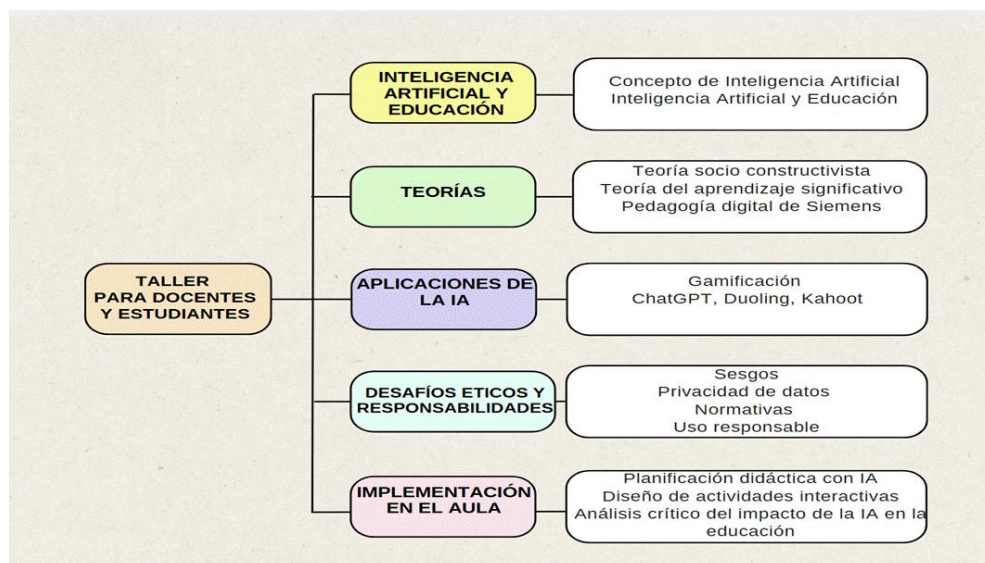 TALLER
PARA DOCENTES
Y ESTUDIANTES
INTELIGENCIA
ARTIFICIAL Y
EDUCACIÓN
Concepto de Inteligencia Artificial
Inteligencia Artificial y Educación
TEORÍAS
Teoría socio constructivista
Teoría del aprendizaje significativo
Pedagogía digital de Siemens
APLICACIONES DE
LA IA
Gamificación
ChatGPT, Duoling, Kahoot
DESAFÍOS ETICOS Y
RESPONSABILIDADES
Sesgos
Privacidad de datos
Normativas
Uso responsable
IMPLEMENTACIÓN
EN EL AULA
Planificación didáctica con IA
Diseño de actividades interactivas
Análisis crítico del impacto de la IA en la
educación